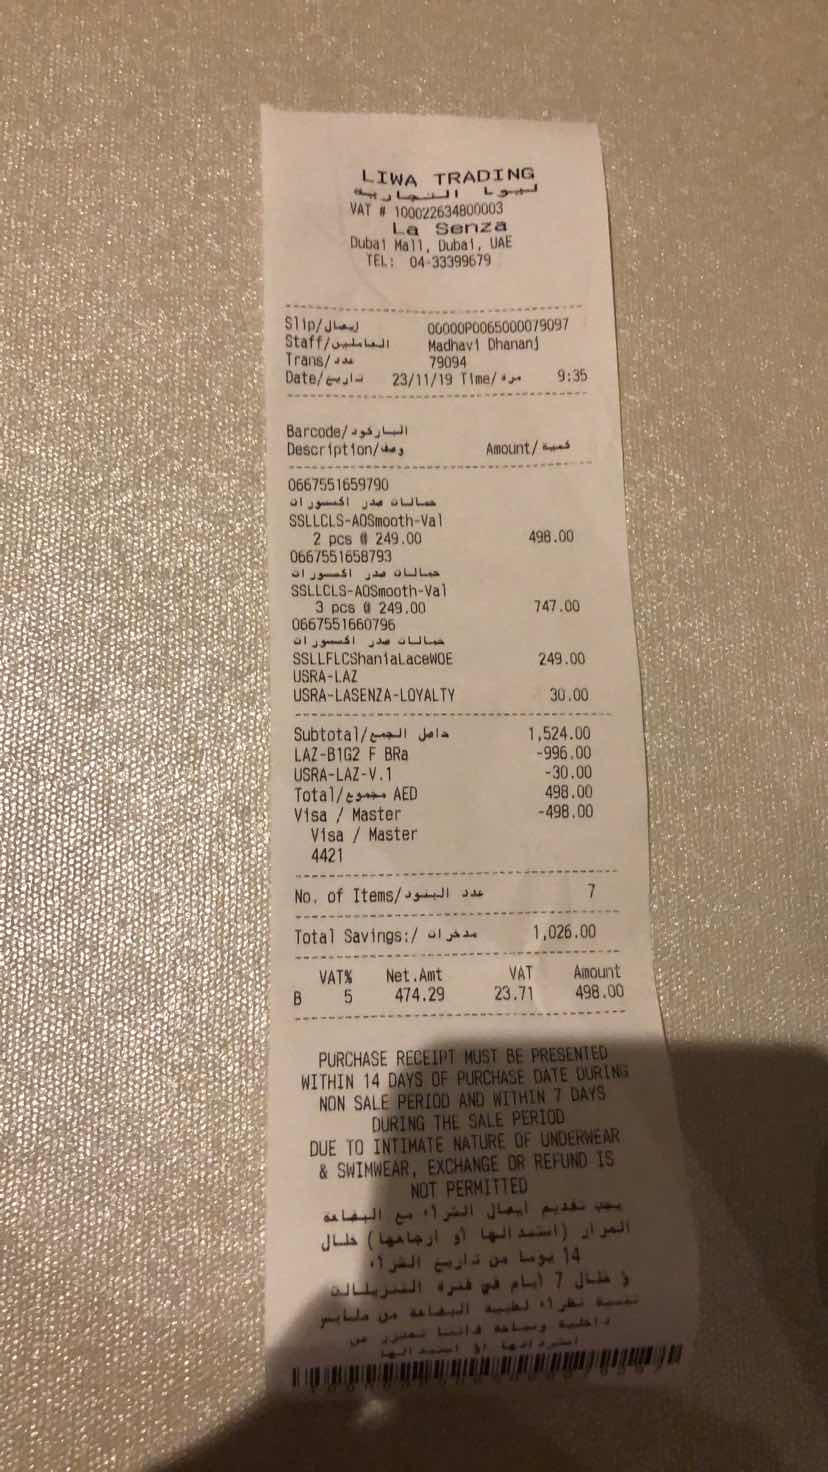 LIWA TRADING
ليوا التجارية
VAT # 100022634800003
La Senza
Dubai Mall, Dubai, UAE
TEL: 04-33399679
Slip/إيصال 00000P0065000079097
Staff/العاملين Madhavi Dhananj
Trans/عدد 79094
Date/تاريخ 23/11/19 Time/مرة 9:35
Barcode/الباركود
Description/وصف Amount/كمية
0667551659790
حمالات صدر اكسسورات
SSLLCLS-AOSmooth-Val
2 pcs @ 249.00 498.00
0667551658793
حمالات صدر اكسسورات
SSLLCLS-AOSmooth-Val
3 pcs @ 249.00 747.00
0667551660796
حمالات صدر اكسسورات
SSLLFLCShaniaLaceWOE 249.00
USRA-LAZ
USRA-LASENZA-LOYALTY 30.00
Subtotal/حاصل الجمع 1,524.00
LAZ-B1G2 F BRa -996.00
USRA-LAZ-V.1 -30.00
Total/مجموع AED 498.00
Visa / Master -498.00
Visa / Master
4421
No. of Items/عدد البنود 7
Total Savings:/مدخرات 1,026.00
VAT% Net.Amt VAT Amount
B 5 474.29 23.71 498.00
PURCHASE RECEIPT MUST BE PRESENTED
WITHIN 14 DAYS OF PURCHASE DATE DURING
NON SALE PERIOD AND WITHIN 7 DAYS
DURING THE SALE PERIOD
DUE TO INTIMATE NATURE OF UNDERWEAR
& SWIMWEAR, EXCHANGE OR REFUND IS
NOT PERMITTED
يجب تقديم ايصال الشراء مع البضاعة
المراد (استبدالها أو ارجاعها) خلال
14 يوما من تاريخ الشراء
و خلال 7 أيام في فترة التنزيلات
نظراء لطبيه البضاعة من ملابس
داخلية وسباحة فاننا نعتذر عن
استردادها او استبدالها